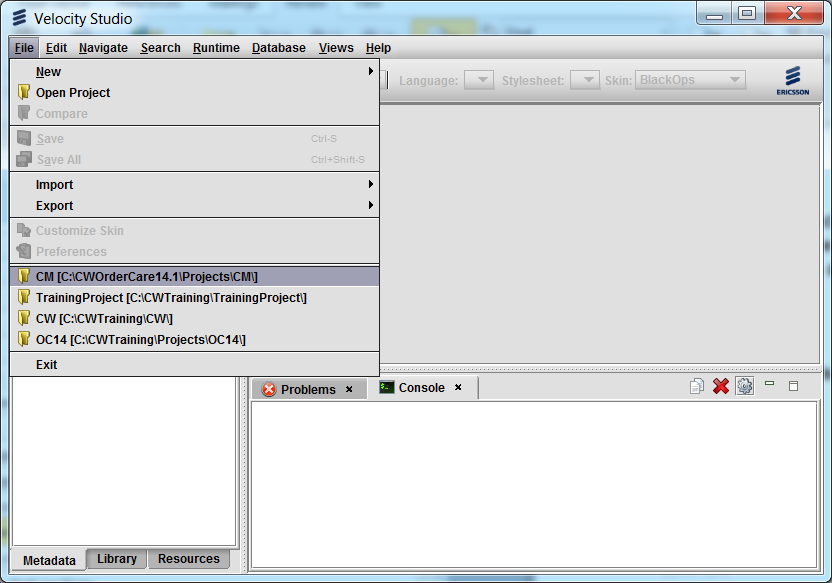 Velocity Studio
File Edit Navigate Search Runtime Database Views Help
New
Open Project
Language: Stylesheet: Skin: BlackOps
ERICSSON
Compare
Save Ctrl-S
Save All Ctrl+Shift-S
Import
Export
Customize Skin
Preferences
CM [C:\CWOrderCare14.1\Projects\CM\]
TrainingProject [C:\CWTraining\TrainingProject\]
CW [C:\CWTraining\CW\]
OC14 [C:\CWTraining\Projects\OC14\]
Exit
Problems Console
Metadata Library Resources